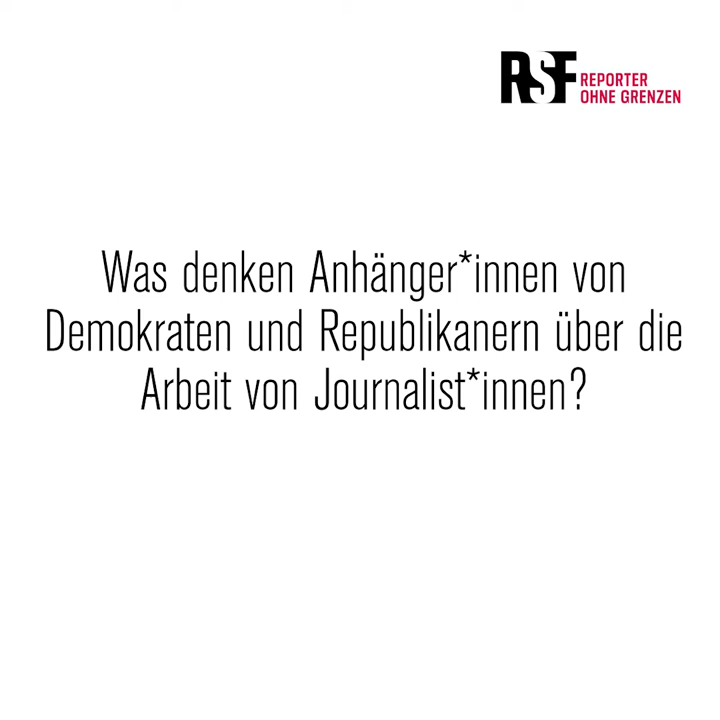 RSF REPORTER
OHNE GRENZEN
Was denken Anhänger*innen von
Demokraten und Republikanern über die
Arbeit von Journalist*innen?